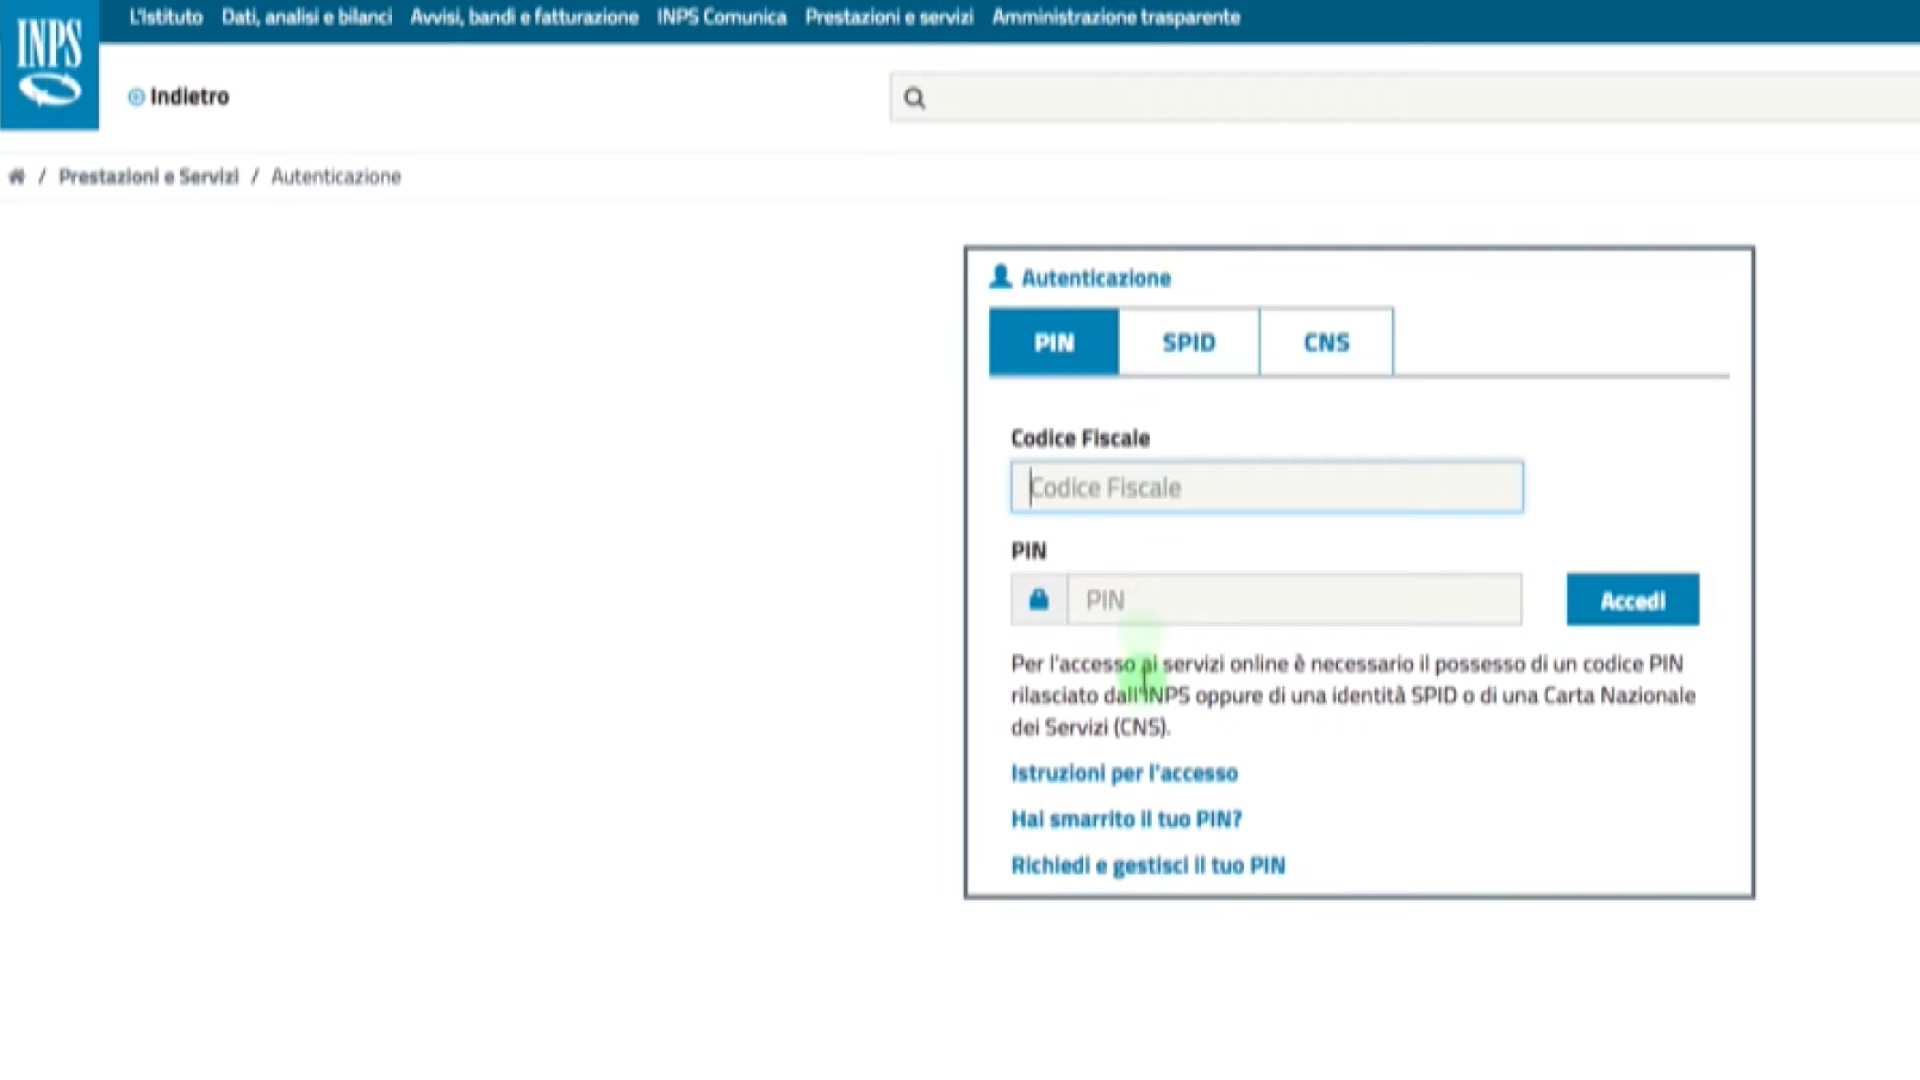 L'Istituto Dati, analisi e bilanci Avvisi, bandi e fatturazione INPS Comunica Prestazioni e servizi Amministrazione trasparente
INPS
Indietro
/ Prestazioni e Servizi / Autenticazione
Autenticazione
PIN SPID CNS
Codice Fiscale
Codice Fiscale
PIN
PIN
Accedi
Per l'accesso ai servizi online è necessario il possesso di un codice PIN
rilasciato dall'INPS oppure di una identità SPID o di una Carta Nazionale
dei Servizi (CNS).
Istruzioni per l'accesso
Hai smarrito il tuo PIN?
Richiedi e gestisci il tuo PIN